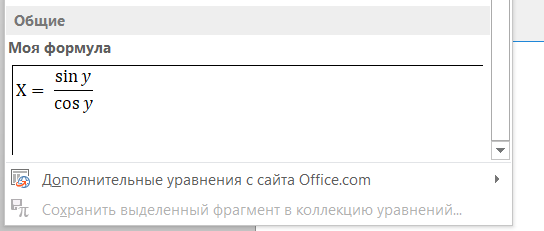 Общие
Моя формула
X = sin y / cos y
Дополнительные уравнения с сайта Office.com
Сохранить выделенный фрагмент в коллекцию уравнений...